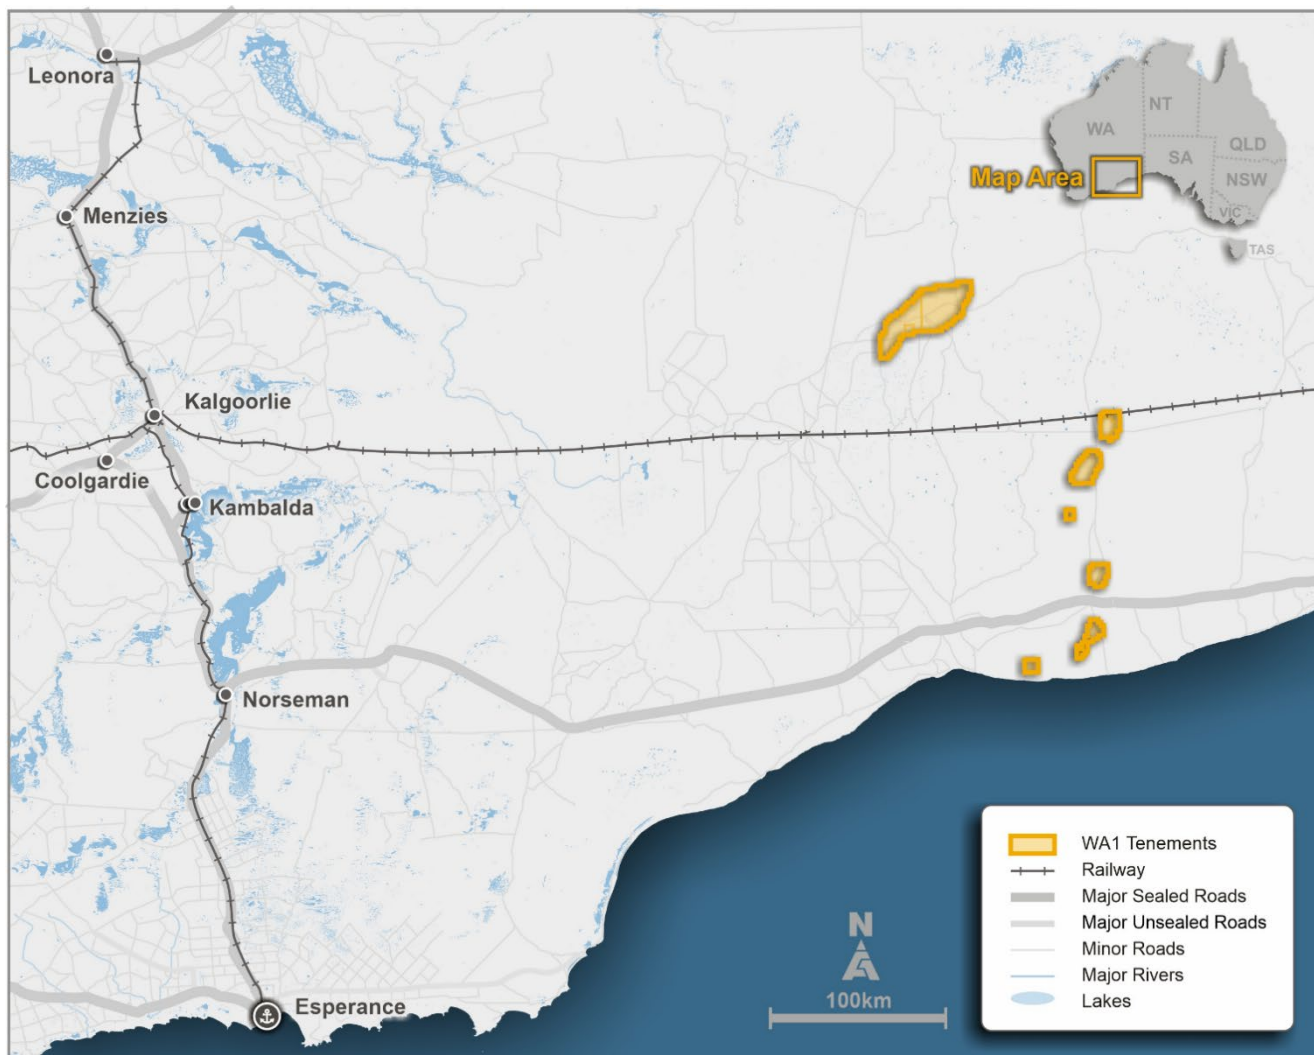 Leonora
Menzies
Kalgoorlie
Coolgardie
Kambalda
Norseman
Esperance
NT
WA
QLD
SA
Map Area
NSW
VIC
TAS
N
100km
WA1 Tenements
Railway
Major Sealed Roads
Major Unsealed Roads
Minor Roads
Major Rivers
Lakes